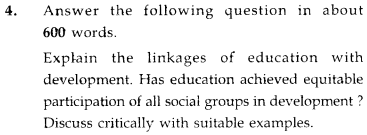 4. Answer the following question in about
600 words.
Explain the linkages of education with
development. Has education achieved equitable
participation of all social groups in development ?
Discuss critically with suitable examples.